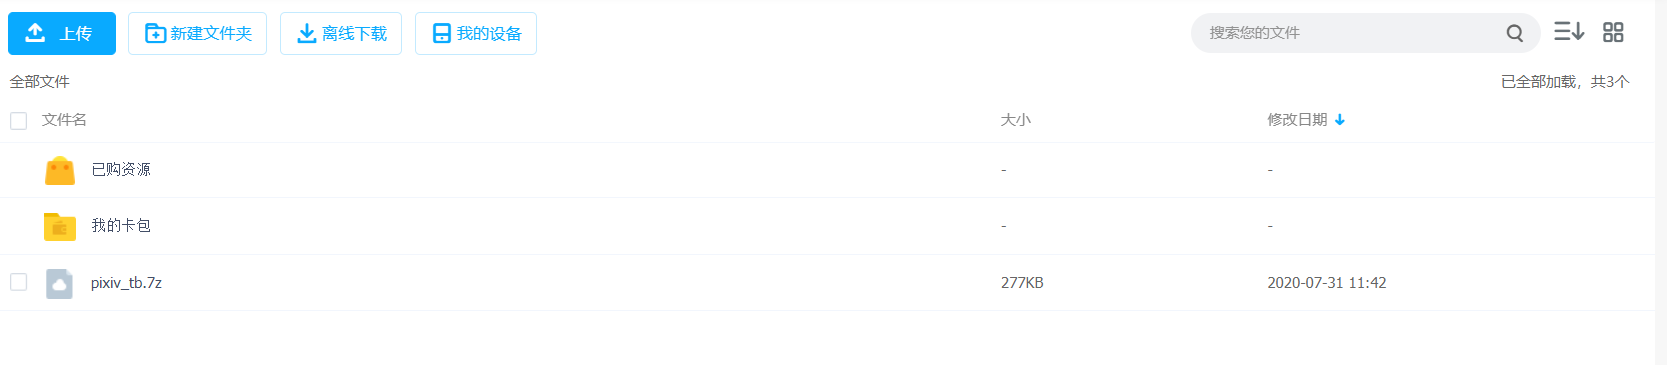 上传 新建文件夹 离线下载 我的设备 搜索您的文件
全部文件 已全部加载，共3个
文件名 大小 修改日期
已购资源 - -
我的卡包 - -
pixiv_tb.7z 277KB 2020-07-31 11:42